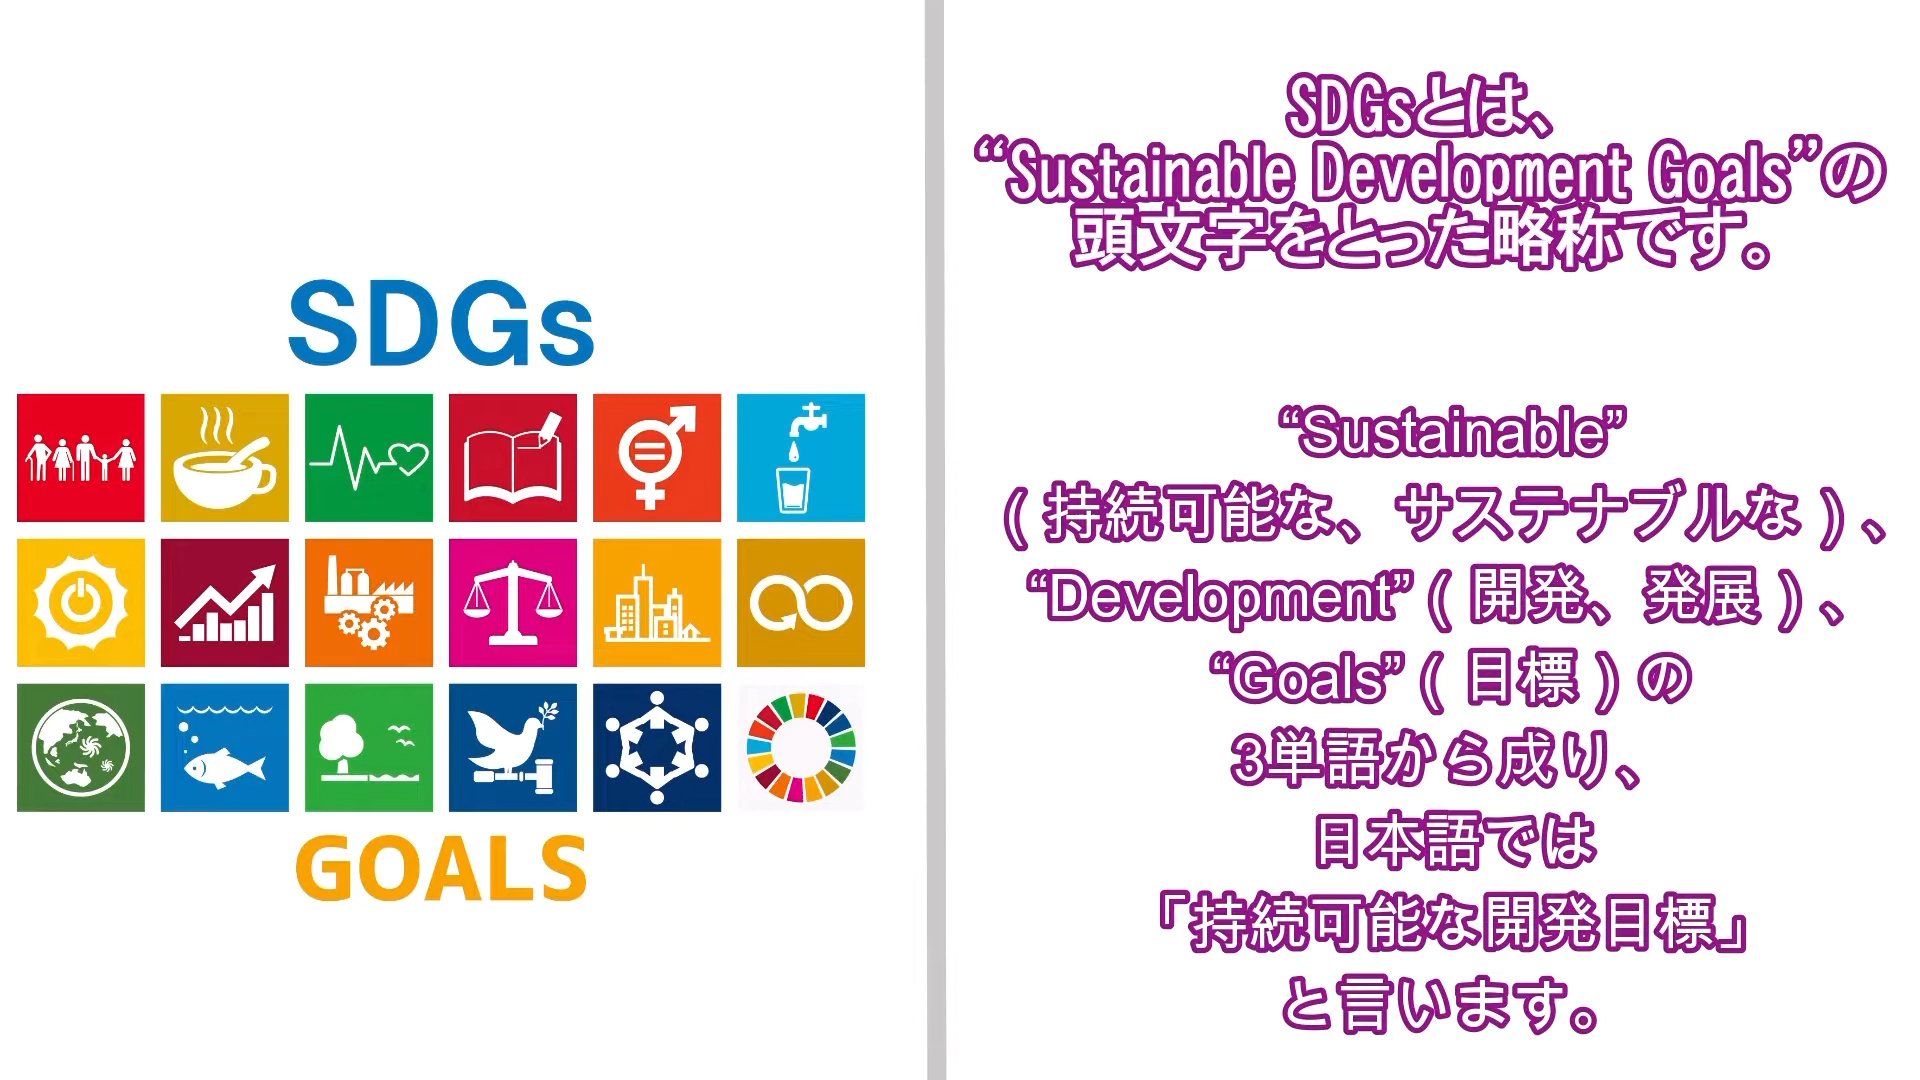 SDGs
GOALS
SDGsとは、
“Sustainable Development Goals”の
頭文字をとった略称です。
“Sustainable”
（持続可能な、サステナブルな）、
“Development”（開発、発展）、
“Goals”（目標）の
3単語から成り、
日本語では
「持続可能な開発目標」
と言います。